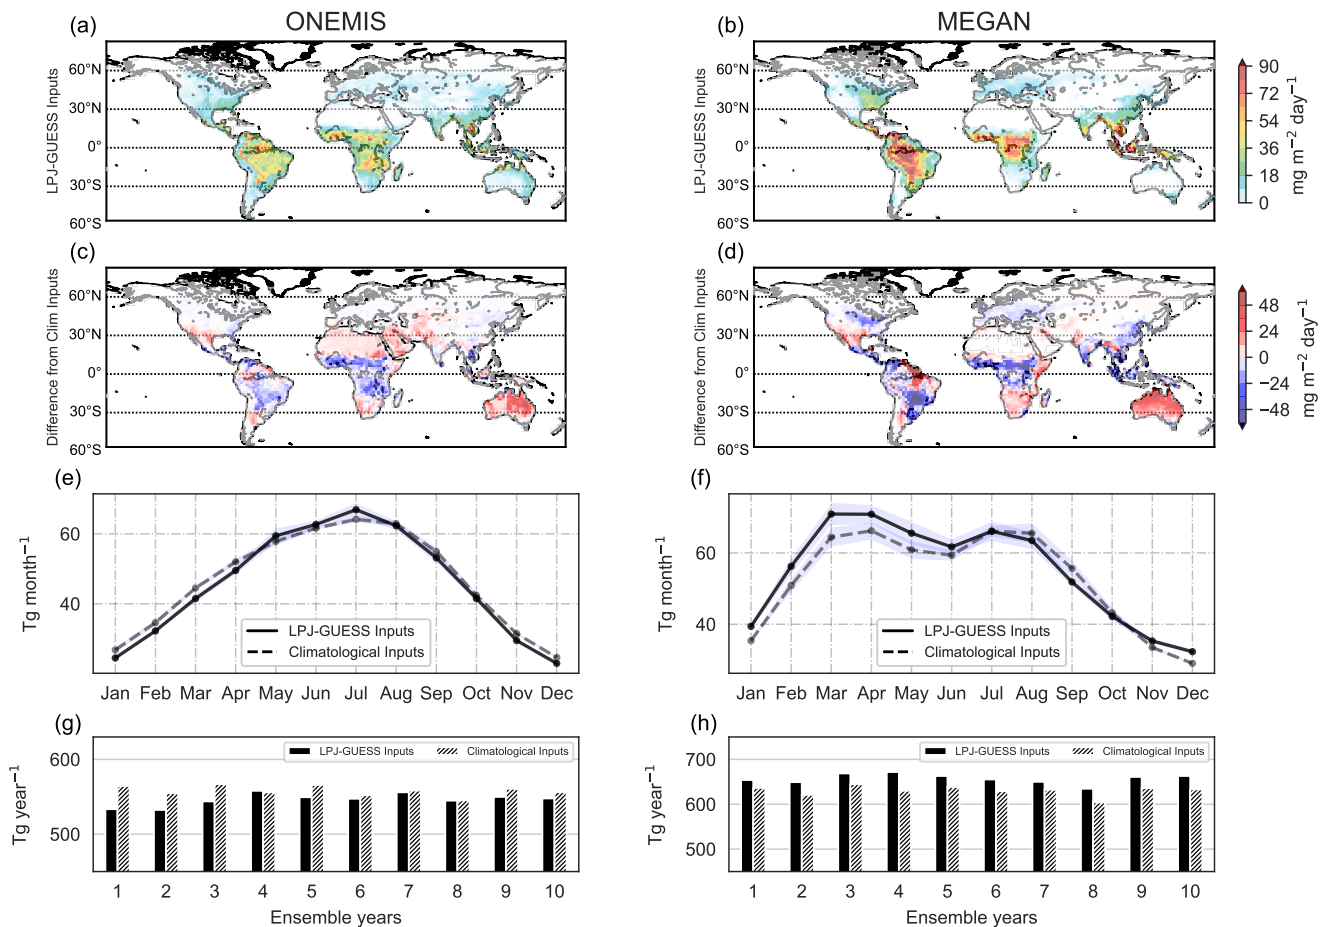 ONEMIS
MEGAN
(a)
(b)
LPJ-GUESS Inputs
60°N
30°N
0°
30°S
60°S
LPJ-GUESS Inputs
60°N
30°N
0°
30°S
60°S
90
72
54
36
18
0
mg m⁻² day⁻¹
(c)
(d)
Difference from Clim Inputs
60°N
30°N
0°
30°S
60°S
Difference from Clim Inputs
60°N
30°N
0°
30°S
60°S
48
24
0
−24
−48
mg m⁻² day⁻¹
(e)
Tg month⁻¹
60
40
LPJ-GUESS Inputs
Climatological Inputs
Jan Feb Mar Apr May Jun Jul Aug Sep Oct Nov Dec
(f)
Tg month⁻¹
60
40
LPJ-GUESS Inputs
Climatological Inputs
Jan Feb Mar Apr May Jun Jul Aug Sep Oct Nov Dec
(g)
Tg year⁻¹
600
500
LPJ-GUESS Inputs Climatological Inputs
1 2 3 4 5 6 7 8 9 10
Ensemble years
(h)
Tg year⁻¹
700
600
500
LPJ-GUESS Inputs Climatological Inputs
1 2 3 4 5 6 7 8 9 10
Ensemble years